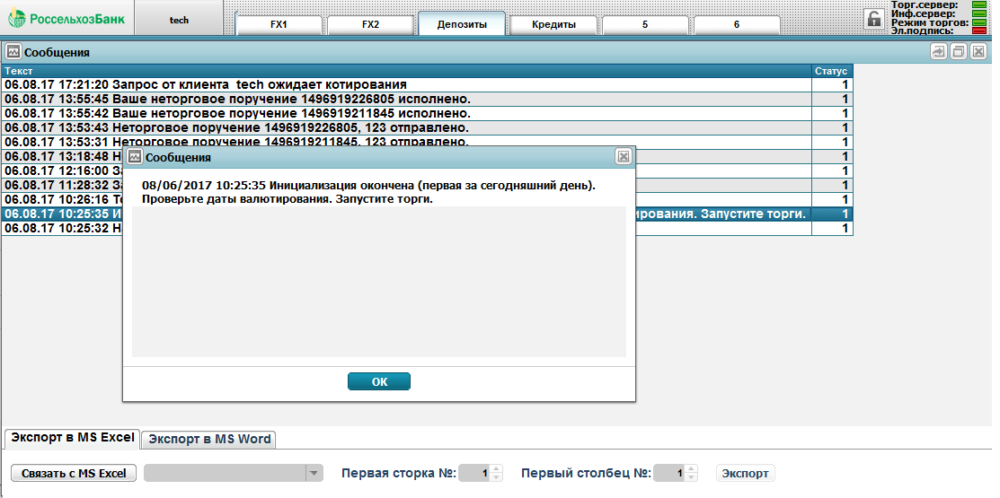 РоссельхозБанк
tech
FX1
FX2
Депозиты
Кредиты
5
6
Торг.сервер:
Инф.сервер:
Режим торгов:
Эл.подпись:
Сообщения
Текст Статус
06.08.17 17:21:20 Запрос от клиента tech ожидает котирования 1
06.08.17 13:55:45 Ваше неторговое поручение 1496919226805 исполнено. 1
06.08.17 13:55:42 Ваше неторговое поручение 1496919211845 исполнено. 1
06.08.17 13:53:43 Неторговое поручение 1496919226805, 123 отправлено. 1
06.08.17 13:53:31 Неторговое поручение 1496919211845, 123 отправлено. 1
06.08.17 13:18:48 1
06.08.17 12:16:00 1
06.08.17 11:28:32 1
06.08.17 10:26:16 1
06.08.17 10:25:35 И рования. Запустите торги. 1
06.08.17 10:25:32 1
Сообщения
08/06/2017 10:25:35 Инициализация окончена (первая за сегодняшний день).
Проверьте даты валютирования. Запустите торги.
OK
Экспорт в MS Excel
Экспорт в MS Word
Связать с MS Excel
Первая сторка №: 1
Первый столбец №: 1
Экспорт